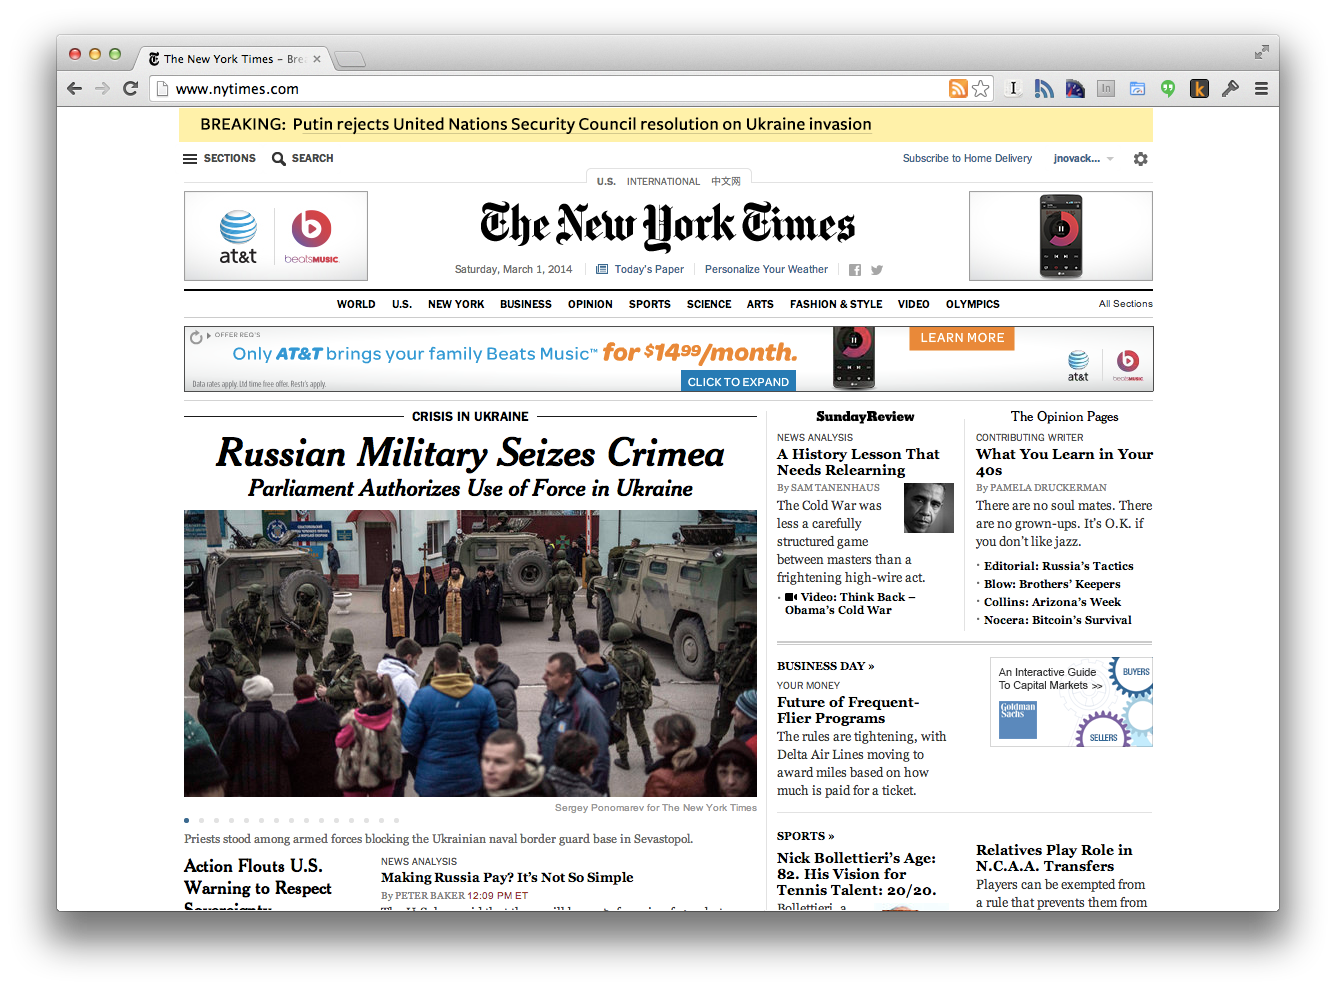 The New York Times – Bre
www.nytimes.com
BREAKING: Putin rejects United Nations Security Council resolution on Ukraine invasion
SECTIONS SEARCH
Subscribe to Home Delivery jnovack...
U.S. INTERNATIONAL 中文网
at&t beatsMUSIC
The New York Times
Saturday, March 1, 2014 Today's Paper Personalize Your Weather
WORLD U.S. NEW YORK BUSINESS OPINION SPORTS SCIENCE ARTS FASHION & STYLE VIDEO OLYMPICS All Sections
OFFER REQ'S
Only AT&T brings your family Beats Music™ for $14⁹⁹/month.
LEARN MORE
CLICK TO EXPAND
Data rates apply. Ltd time free offer. Restr's apply.
at&t beatsMUSIC
CRISIS IN UKRAINE
Russian Military Seizes Crimea
Parliament Authorizes Use of Force in Ukraine
Sergey Ponomarev for The New York Times
Priests stood among armed forces blocking the Ukrainian naval border guard base in Sevastopol.
Action Flouts U.S.
Warning to Respect
Sovereignty
NEWS ANALYSIS
Making Russia Pay? It's Not So Simple
By PETER BAKER 12:09 PM ET
SundayReview
NEWS ANALYSIS
A History Lesson That
Needs Relearning
By SAM TANENHAUS
The Cold War was
less a carefully
structured game
between masters than a
frightening high-wire act.
Video: Think Back –
Obama's Cold War
The Opinion Pages
CONTRIBUTING WRITER
What You Learn in Your
40s
By PAMELA DRUCKERMAN
There are no soul mates. There
are no grown-ups. It's O.K. if
you don't like jazz.
Editorial: Russia's Tactics
Blow: Brothers' Keepers
Collins: Arizona's Week
Nocera: Bitcoin's Survival
BUSINESS DAY »
YOUR MONEY
Future of Frequent-
Flier Programs
The rules are tightening, with
Delta Air Lines moving to
award miles based on how
much is paid for a ticket.
An Interactive Guide
To Capital Markets >>
Goldman
Sachs
BUYERS
SELLERS
SPORTS »
Nick Bollettieri's Age:
82. His Vision for
Tennis Talent: 20/20.
Bollettieri, a
Relatives Play Role in
N.C.A.A. Transfers
Players can be exempted from
a rule that prevents them from